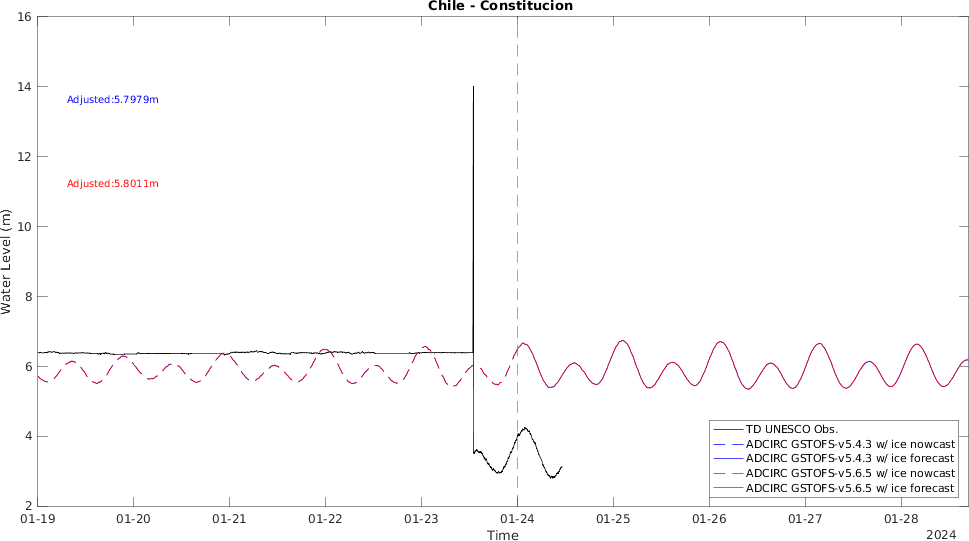 Chile - Constitucion
16
14
12
10
8
6
4
2
Water Level (m)
Adjusted:5.7979m
Adjusted:5.8011m
TD UNESCO Obs.
ADCIRC GSTOFS-v5.4.3 w/ ice nowcast
ADCIRC GSTOFS-v5.4.3 w/ ice forecast
ADCIRC GSTOFS-v5.6.5 w/ ice nowcast
ADCIRC GSTOFS-v5.6.5 w/ ice forecast
01-19 01-20 01-21 01-22 01-23 01-24 01-25 01-26 01-27 01-28
Time
2024